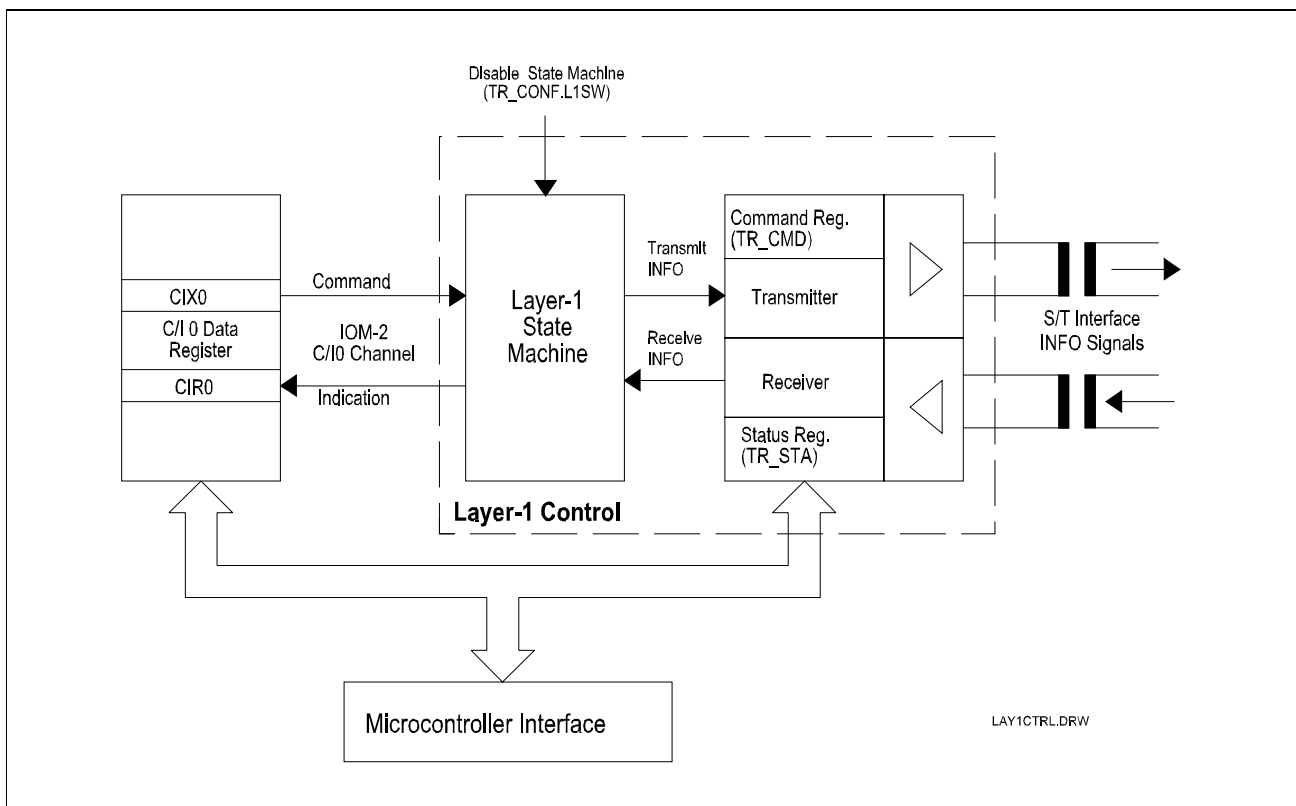 Disable State Machine
(TR_CONF.L1SW)
CIX0
C/I 0 Data
Register
CIR0
Command
IOM-2
C/I0 Channel
Indication
Layer-1
State
Machine
Transmit
INFO
Receive
INFO
Command Reg.
(TR_CMD)
Transmitter
Receiver
Status Reg.
(TR_STA)
S/T Interface
INFO Signals
Layer-1 Control
Microcontroller Interface
LAY1CTRL.DRW